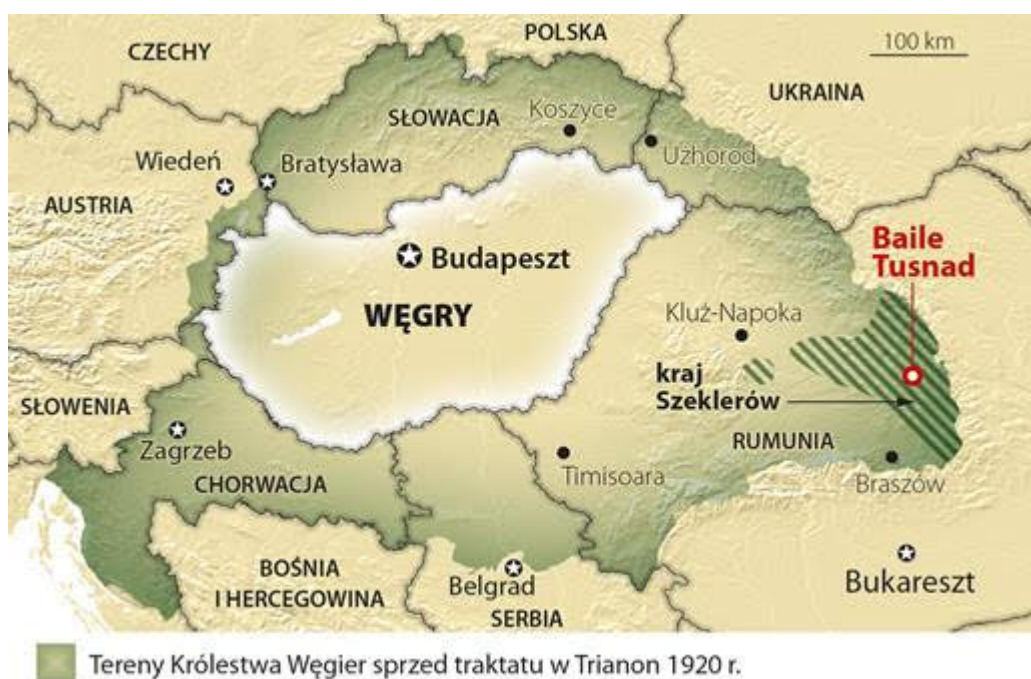 POLSKA
CZECHY
100 km
UKRAINA
SŁOWACJA
Koszyce
Użhorod
Wiedeń
Bratysława
AUSTRIA
Baile
Tusnad
Budapeszt
WĘGRY
Kluż-Napoka
kraj
Szeklerów
SŁOWENIA
Zagrzeb
RUMUNIA
Timisoara
Braszów
CHORWACJA
BOŚNIA
I HERCEGOWINA
Belgrad
SERBIA
Bukareszt
Tereny Królestwa Węgier sprzed traktatu w Trianon 1920 r.